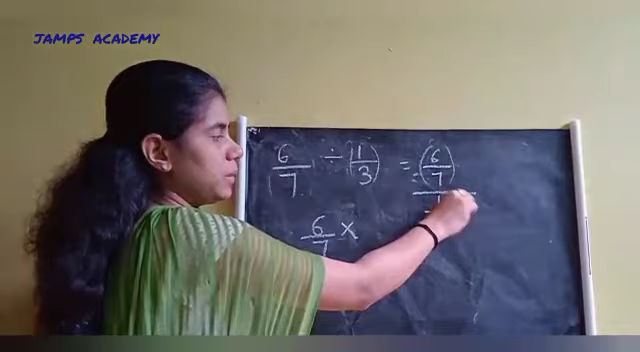 JAMPS ACADEMY
6/7 ÷ (1/3) = (6/7)/1
6/7 ×